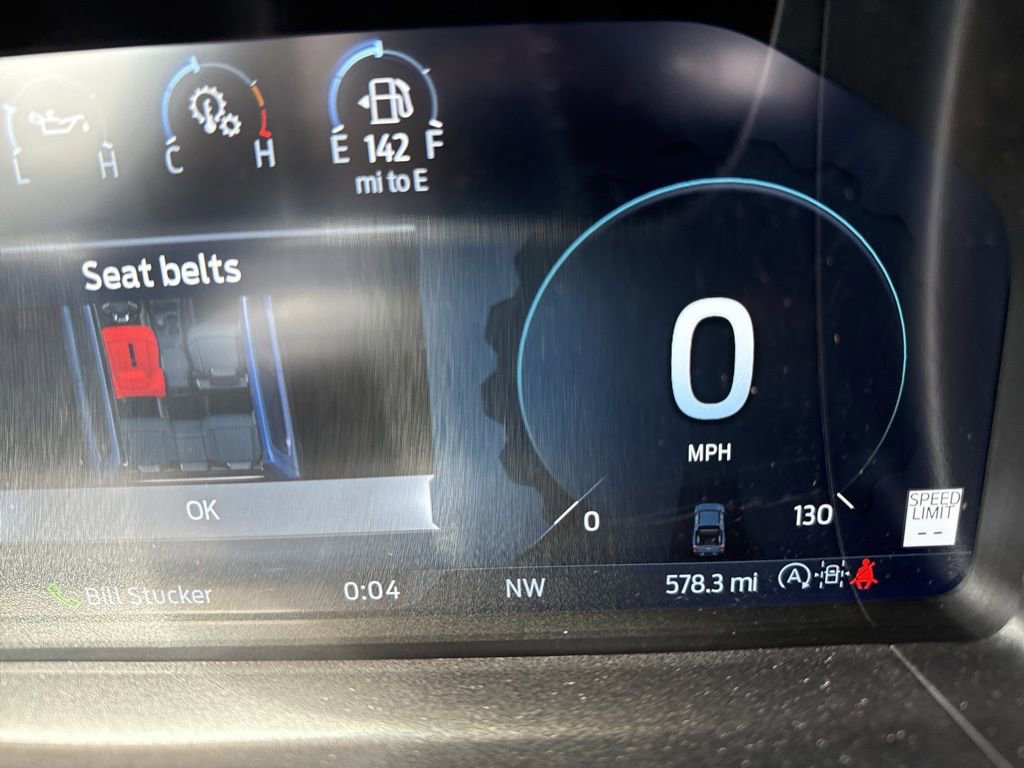 L H
C H
E 142 F
mi to E
Seat belts
OK
0
MPH
0
130
SPEED
LIMIT
--
Bill Stucker
0:04
NW
578.3 mi
A